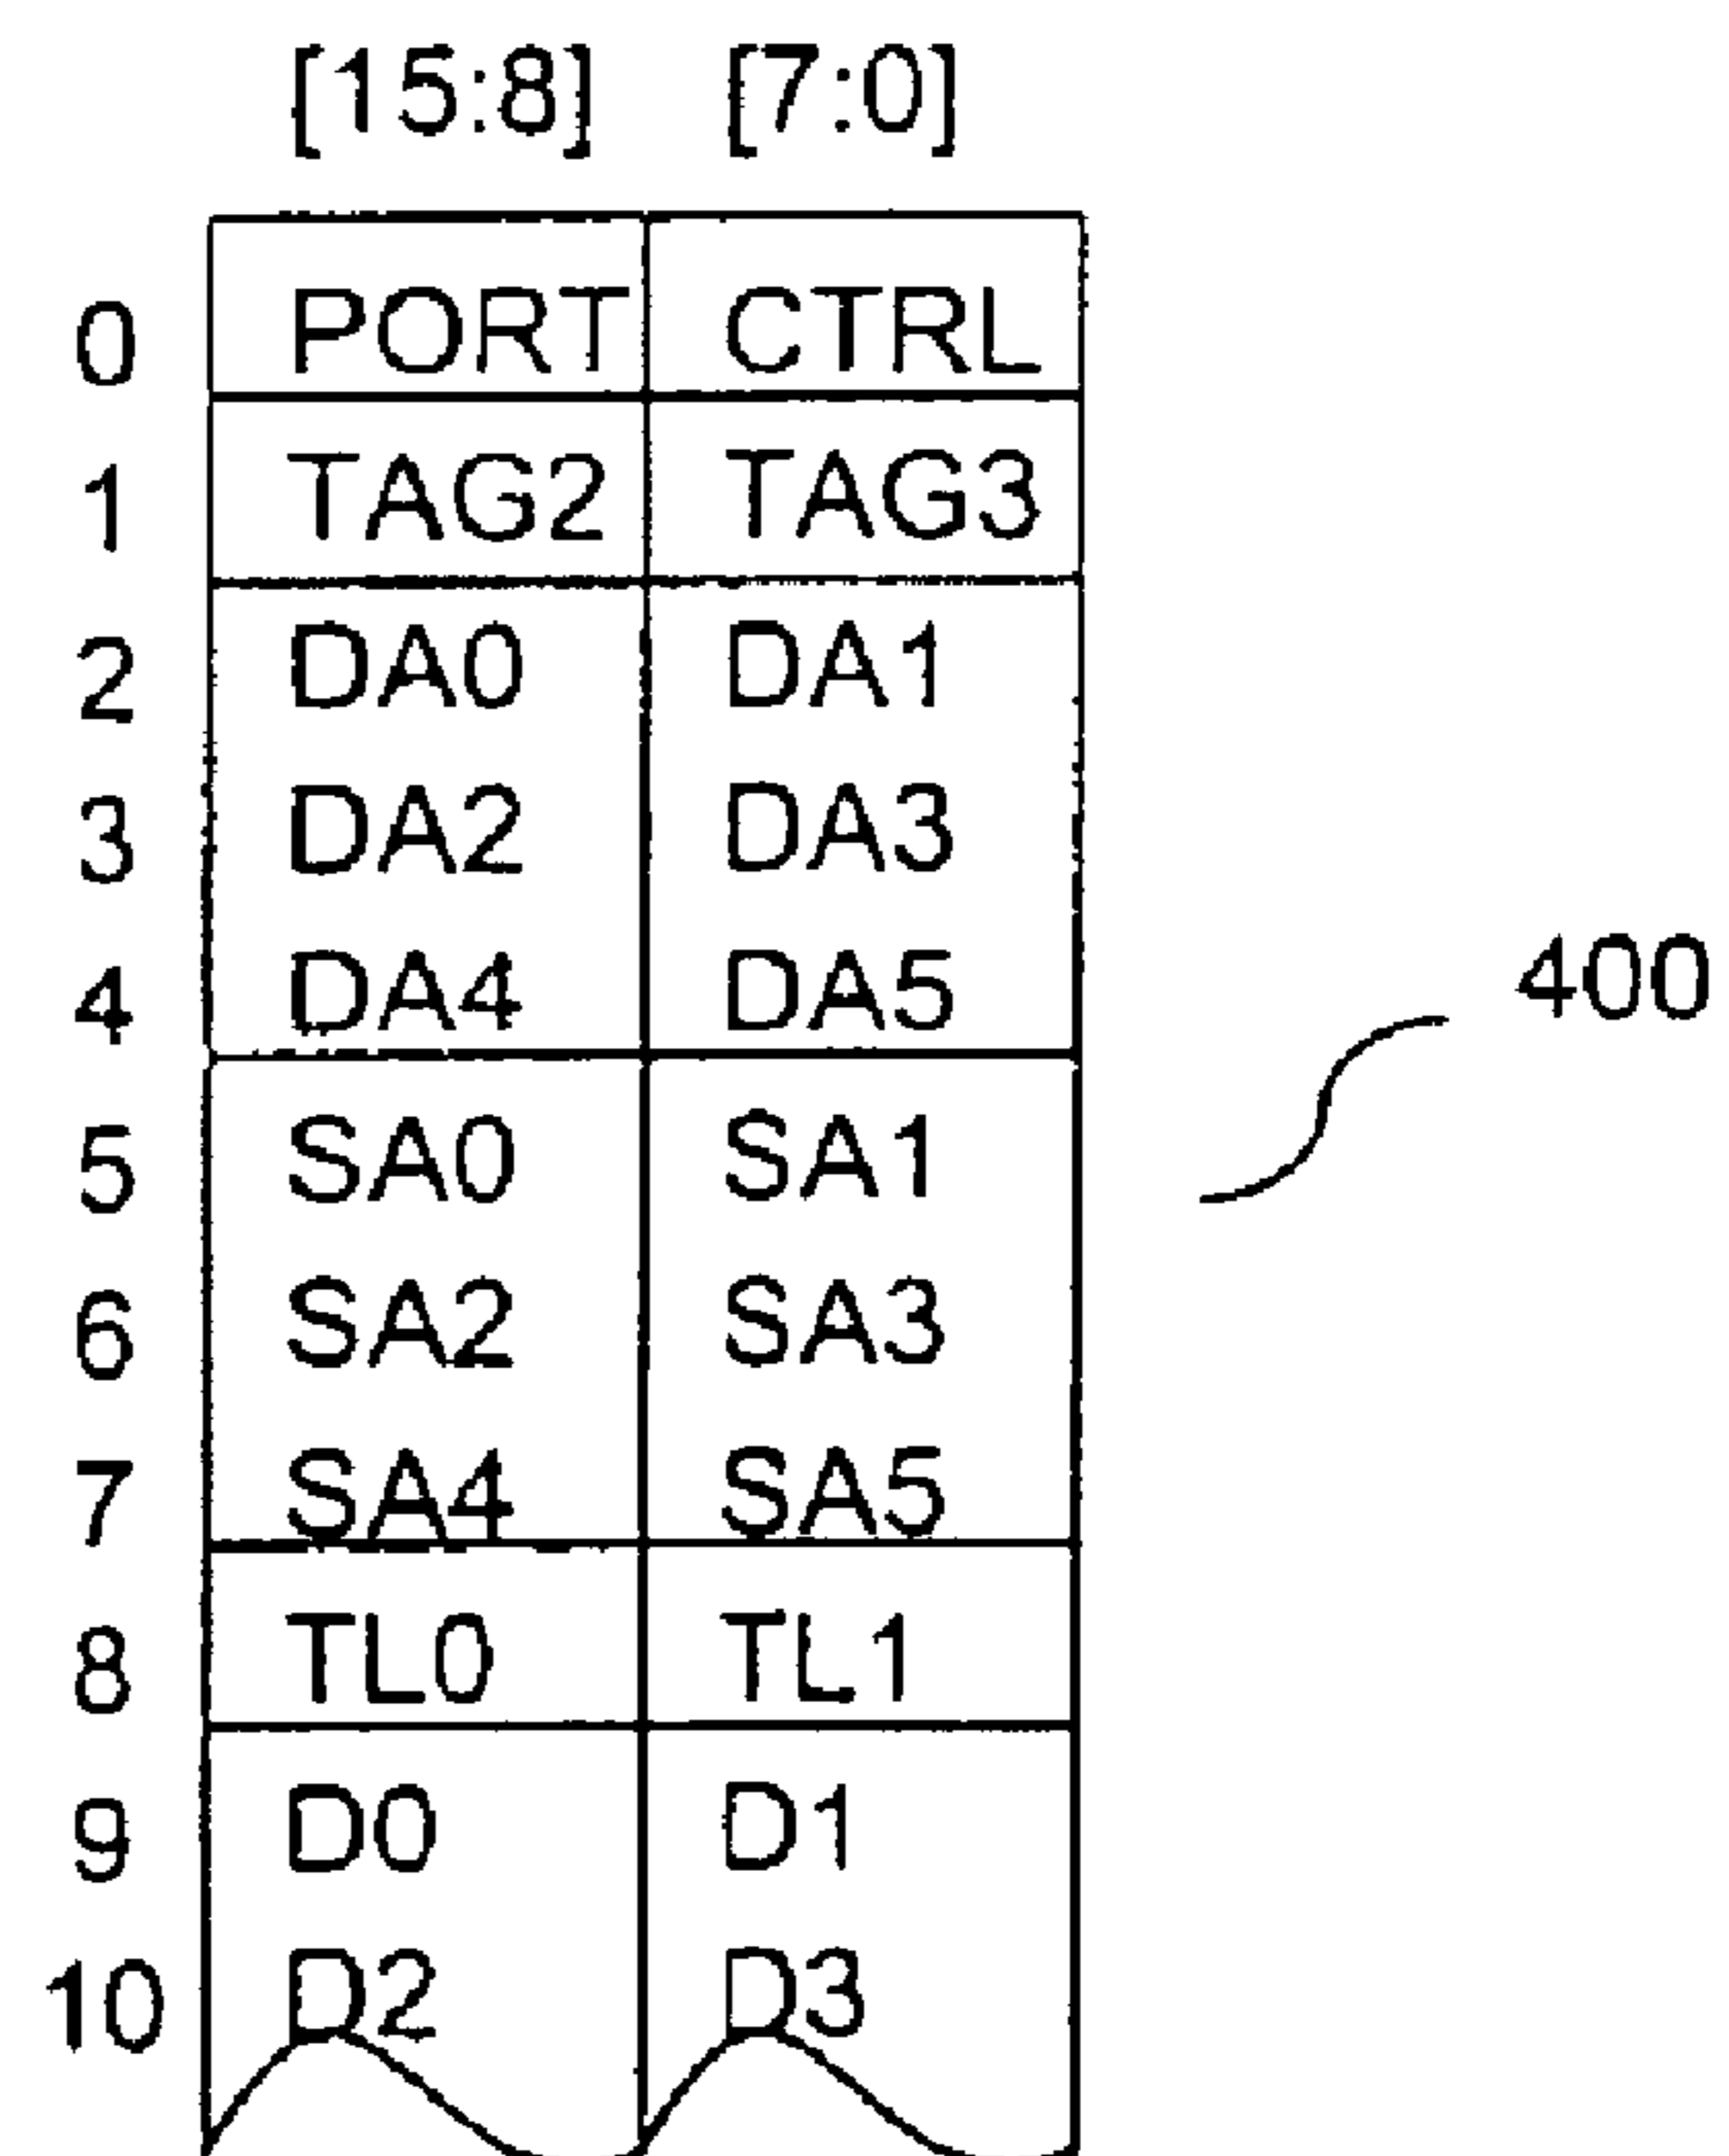 [15:8] [7:0]
0 PORT CTRL
1 TAG2 TAG3
2 DA0 DA1
3 DA2 DA3
4 DA4 DA5
400
5 SA0 SA1
6 SA2 SA3
7 SA4 SA5
8 TL0 TL1
9 D0 D1
10 D2 D3